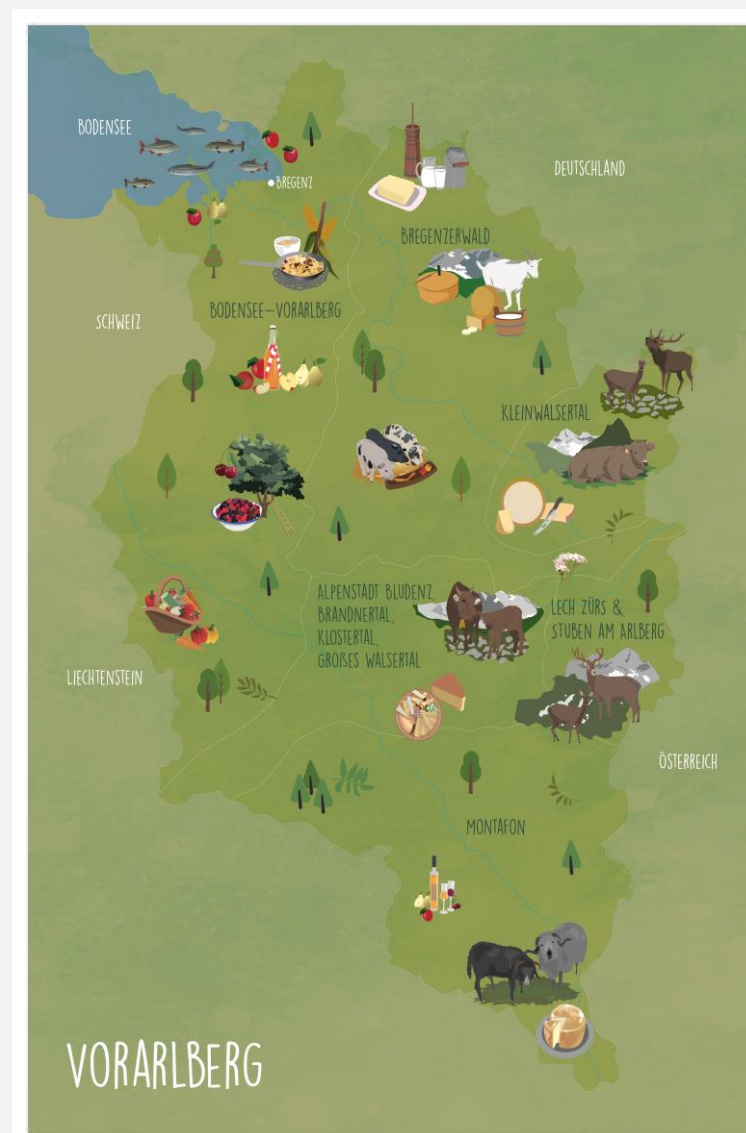 BODENSEE
BREGENZ
DEUTSCHLAND
BREGENZERWALD
BODENSEE-VORARLBERG
SCHWEIZ
KLEINWALSERTAL
ALPENSTADT BLUDENZ,
BRANDNERTAL,
KLOSTERTAL,
GROßES WALSERTAL
LECH ZÜRS &
STUBEN AM ARLBERG
LIECHTENSTEIN
ÖSTERREICH
MONTAFON
VORARLBERG